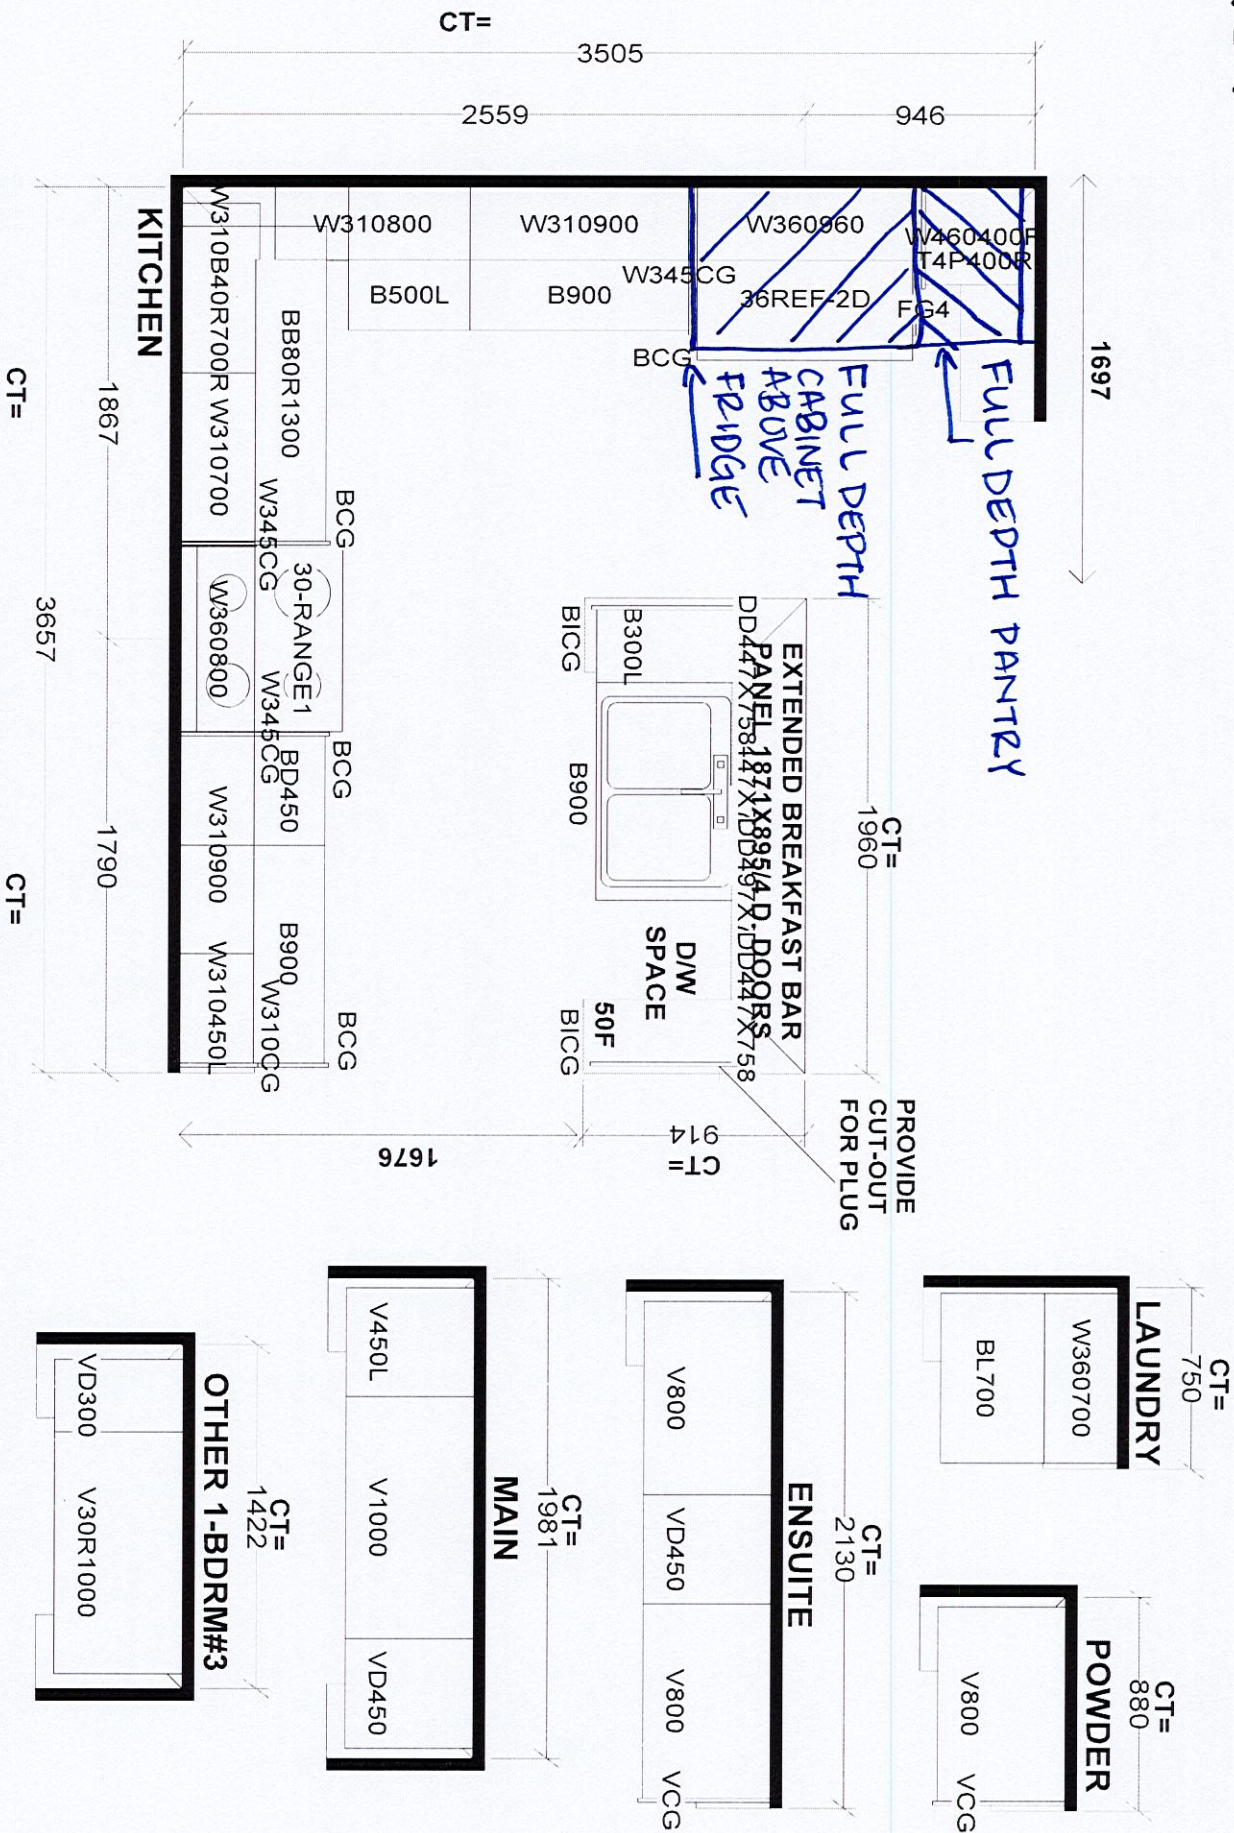 CT=
3505
2559
946
KITCHEN
W310B40R700R
W310700
W310800
W310900
W360960
W460400R
T4P400R
W345CG
B500L
B900
36REF-2D
FG4
BCG
1697
FULL DEPTH
CABINET
ABOVE
FRIDGE
FULL DEPTH PANTRY
BB80R1300
W345CG
BCG
30-RANGE1
W360800
W345CG
BCG
BD450
W310900
B900
W310450L
W310CG
BCG
1867
1790
CT=
3657
CT=
B300L
BICG
B900
EXTENDED BREAKFAST BAR
PANEL 1871X895/4 D. DOORS
D/W
SPACE
50F
BICG
CT=
1960
PROVIDE
CUT-OUT
FOR PLUG
914
CT=
1676
LAUNDRY
CT=
750
W360700
BL700
POWDER
CT=
880
V800
VCG
ENSUITE
CT=
2130
V800
VD450
V800
VCG
MAIN
CT=
1981
V450L
V1000
VD450
OTHER 1-BDRM#3
CT=
1422
VD300
V30R1000